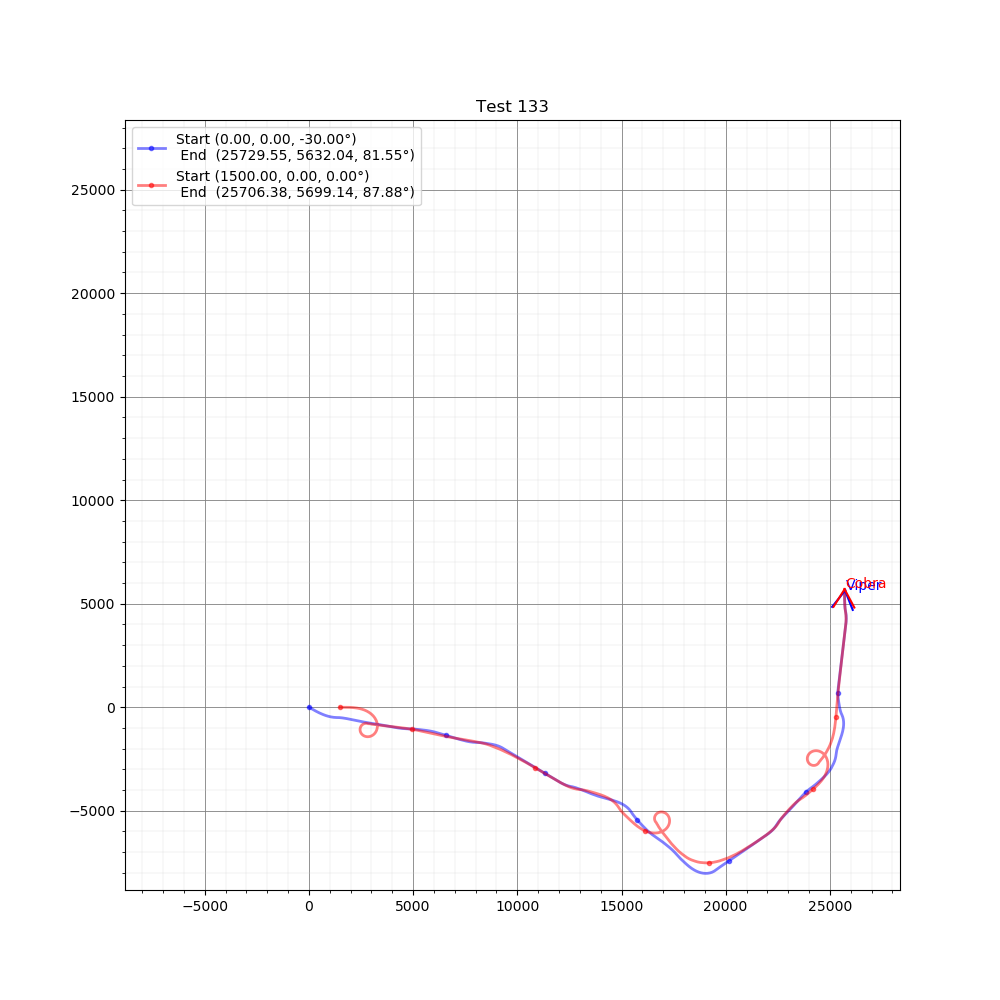 Test 133
Start (0.00, 0.00, -30.00°)
End (25729.55, 5632.04, 81.55°)
Start (1500.00, 0.00, 0.00°)
End (25706.38, 5699.14, 87.88°)
25000
20000
15000
10000
5000
0
−5000
Cobra
Viper
−5000
0
5000
10000
15000
20000
25000